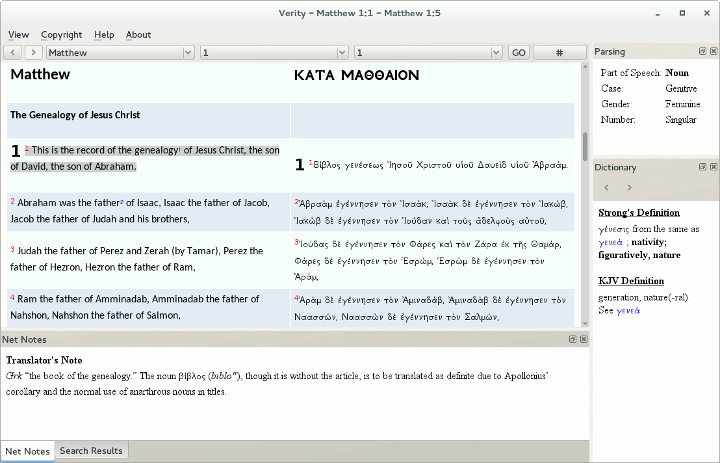 Verity – Matthew 1:1 – Matthew 1:5
View Copyright Help About
< > Matthew 1 1 GO #
Matthew
ΚΑΤΑ ΜΑΘΘΑΙΟΝ
The Genealogy of Jesus Christ
1 1 This is the record of the genealogy¹ of Jesus Christ, the son
of David, the son of Abraham.
1 1Βίβλος γενέσεως Ἰησοῦ Χριστοῦ υἱοῦ Δαυεὶδ υἱοῦ Ἀβραάμ.
2 Abraham was the father² of Isaac, Isaac the father of Jacob,
Jacob the father of Judah and his brothers,
2Ἀβραὰμ ἐγέννησεν τὸν Ἰσαάκ, Ἰσαὰκ δὲ ἐγέννησεν τὸν Ἰακώβ,
Ἰακὼβ δὲ ἐγέννησεν τὸν Ἰούδαν καὶ τοὺς ἀδελφοὺς αὐτοῦ,
3 Judah the father of Perez and Zerah (by Tamar), Perez the
father of Hezron, Hezron the father of Ram,
3Ἰούδας δὲ ἐγέννησεν τὸν Φάρες καὶ τὸν Ζάρα ἐκ τῆς Θαμάρ,
Φάρες δὲ ἐγέννησεν τὸν Ἐσρώμ, Ἐσρὼμ δὲ ἐγέννησεν τὸν
Ἀράμ,
4 Ram the father of Amminadab, Amminadab the father of
Nahshon, Nahshon the father of Salmon,
4Ἀρὰμ δὲ ἐγέννησεν τὸν Ἀμιναδάβ, Ἀμιναδὰβ δὲ ἐγέννησεν τὸν
Ναασσών, Ναασσὼν δὲ ἐγέννησεν τὸν Σαλμών,
Net Notes
Translator's Note
Grk "the book of the genealogy." The noun βίβλος (biblo"), though it is without the article, is to be translated as definite due to Apollonius'
corollary and the normal use of anarthrous nouns in titles.
Net Notes Search Results
Parsing
Part of Speech: Noun
Case: Genitive
Gender: Feminine
Number: Singular
Dictionary
< >
Strong's Definition
γένεσις from the same as
γενεά ; nativity;
figuratively, nature
KJV Definition
generation, nature(-ral).
See γενεά